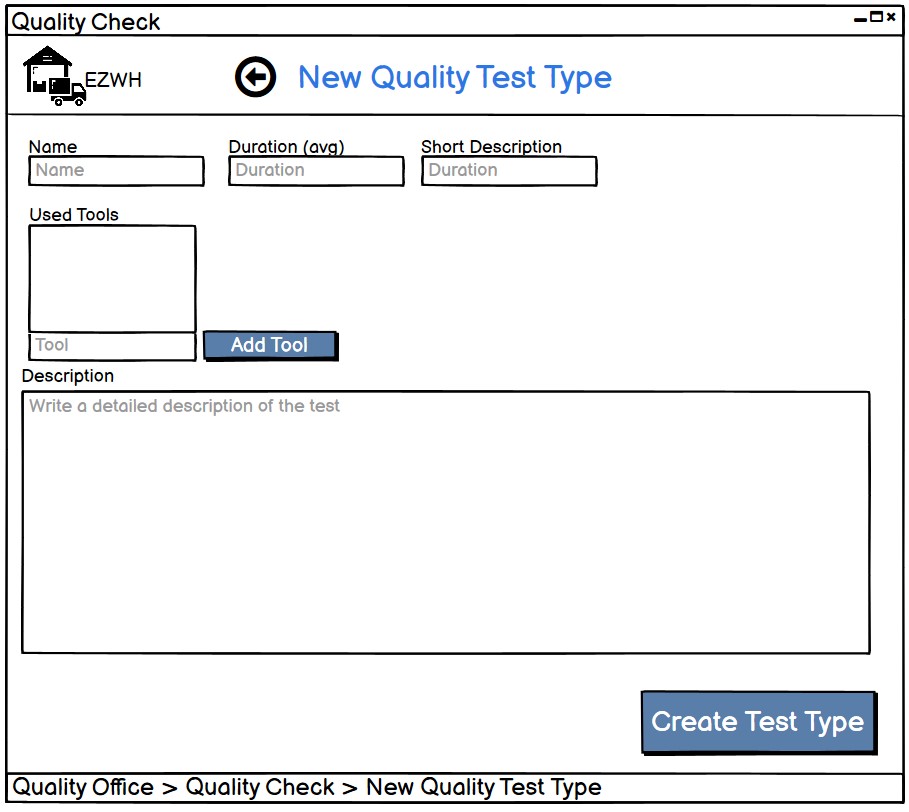 Quality Check
EZWH
New Quality Test Type
Name Duration (avg) Short Description
Name Duration Duration
Used Tools
Tool Add Tool
Description
Write a detailed description of the test
Create Test Type
Quality Office > Quality Check > New Quality Test Type